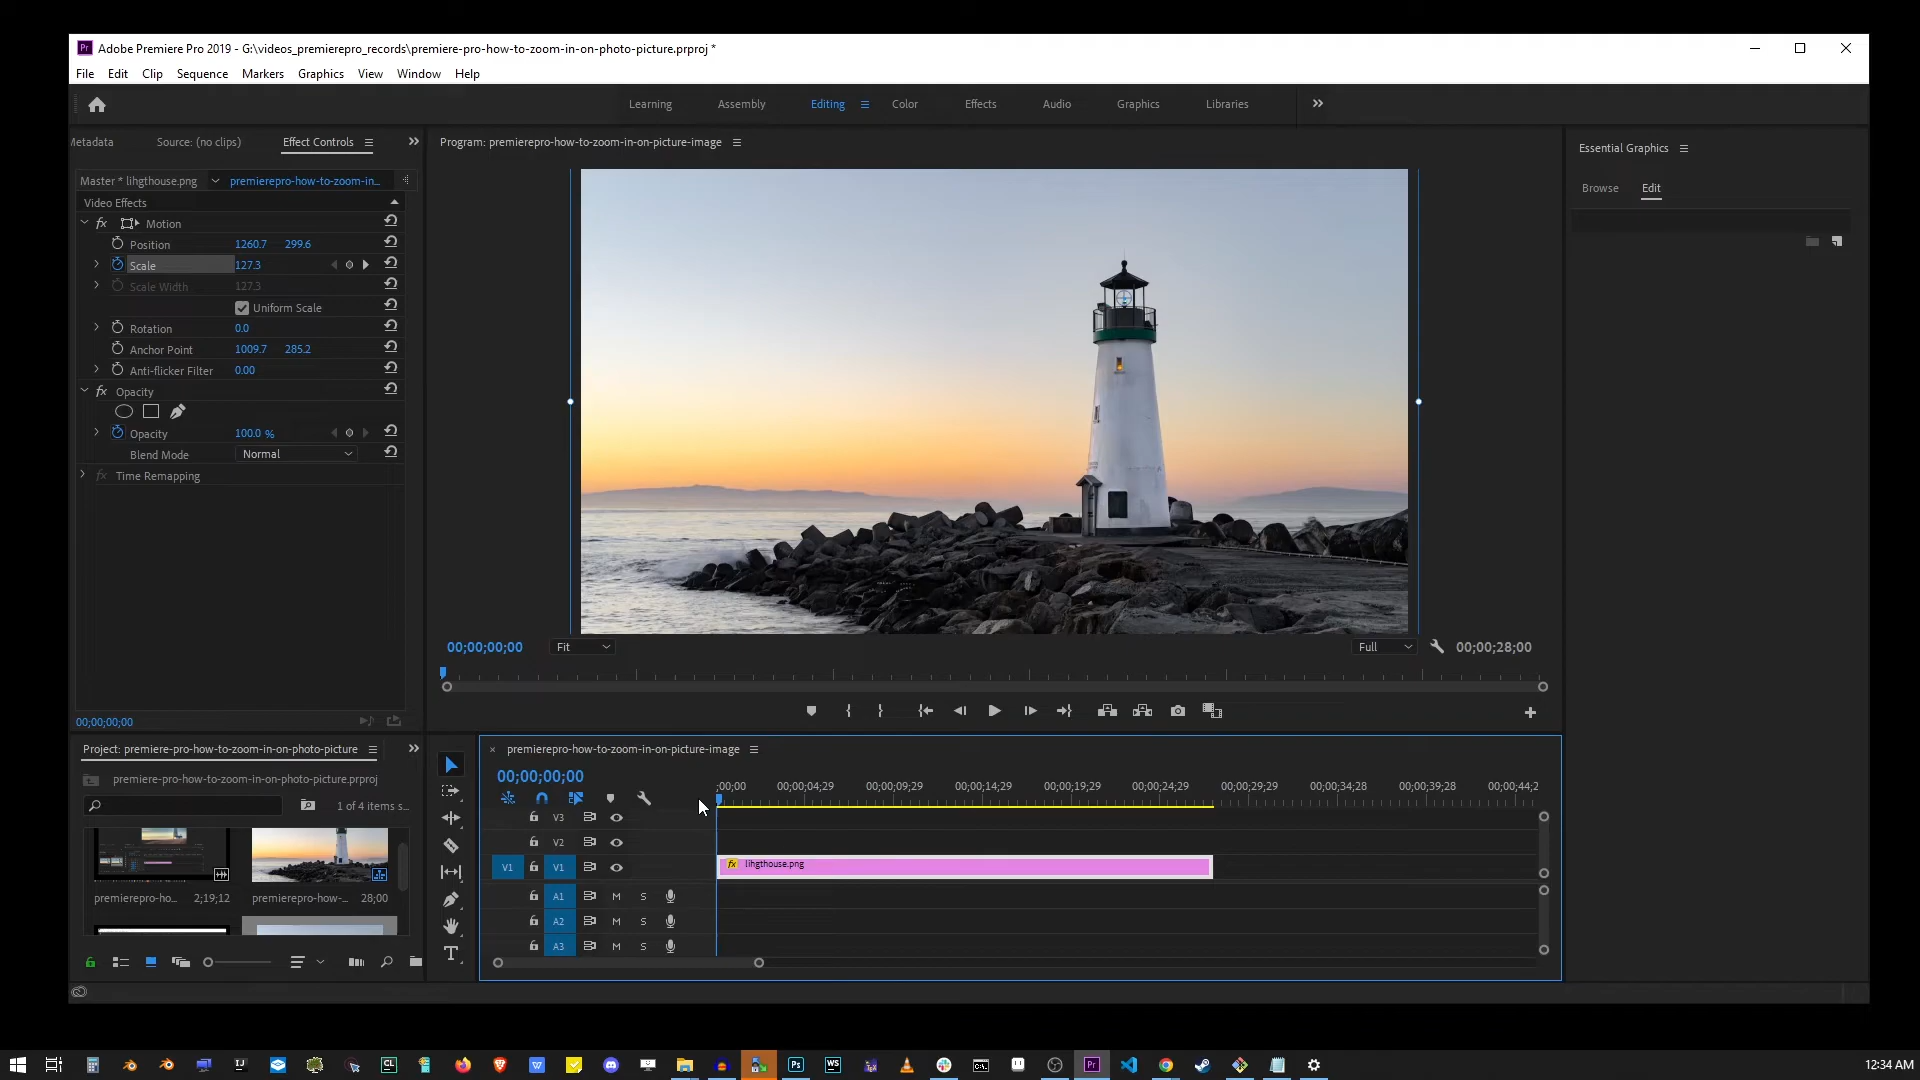 Adobe Premiere Pro 2019 - G:\videos_premierepro_records\premiere-pro-how-to-zoom-in-on-photo-picture.prproj *
File Edit Clip Sequence Markers Graphics View Window Help
Learning Assembly Editing Color Effects Audio Graphics Libraries
Metadata Source: (no clips) Effect Controls
Program: premierepro-how-to-zoom-in-on-picture-image
Essential Graphics
Browse Edit
Master * lihgthouse.png premierepro-how-to-zoom-in...
Video Effects
fx Motion
Position 1260.7 299.6
Scale 127.3
Scale Width 127.3
Uniform Scale
Rotation 0.0
Anchor Point 1009.7 285.2
Anti-flicker Filter 0.00
fx Opacity
Opacity 100.0 %
Blend Mode Normal
fx Time Remapping
00;00;00;00 Fit Full 00;00;28;00
00;00;00;00
Project: premiere-pro-how-to-zoom-in-on-photo-picture
premiere-pro-how-to-zoom-in-on-photo-picture.prproj
1 of 4 items s...
premierepro-ho... 2;19;12 premierepro-how-... 28;00
premierepro-how-to-zoom-in-on-picture-image
00;00;00;00
;00;00 00;00;04;29 00;00;09;29 00;00;14;29 00;00;19;29 00;00;24;29 00;00;29;29 00;00;34;28 00;00;39;28 00;00;44;2
V3
V2
V1 V1 fx lihgthouse.png
A1 M S
A2 M S
A3 M S
12:34 AM